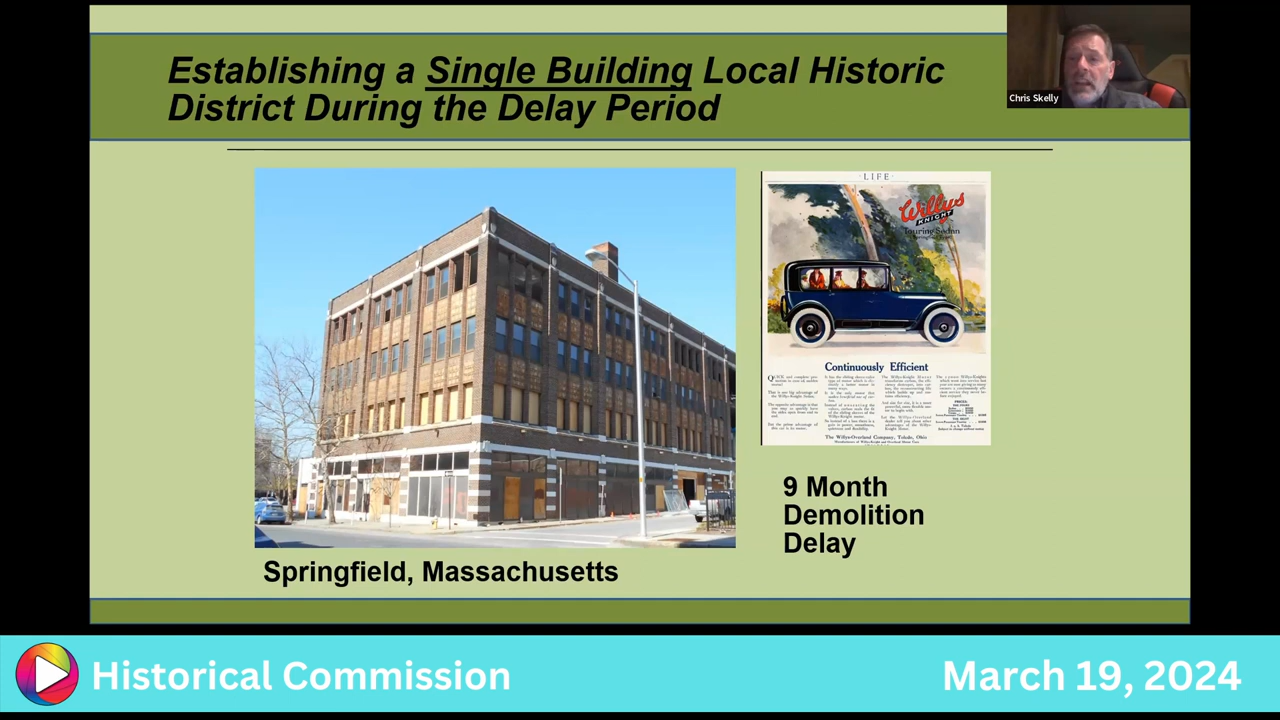 Establishing a Single Building Local Historic
District During the Delay Period
Chris Skelly
LIFE
Willys
KNIGHT
Touring Sedan
Continuously Efficient
The Willys-Overland Company, Toledo, Ohio
9 Month
Demolition
Delay
Springfield, Massachusetts
Historical Commission
March 19, 2024